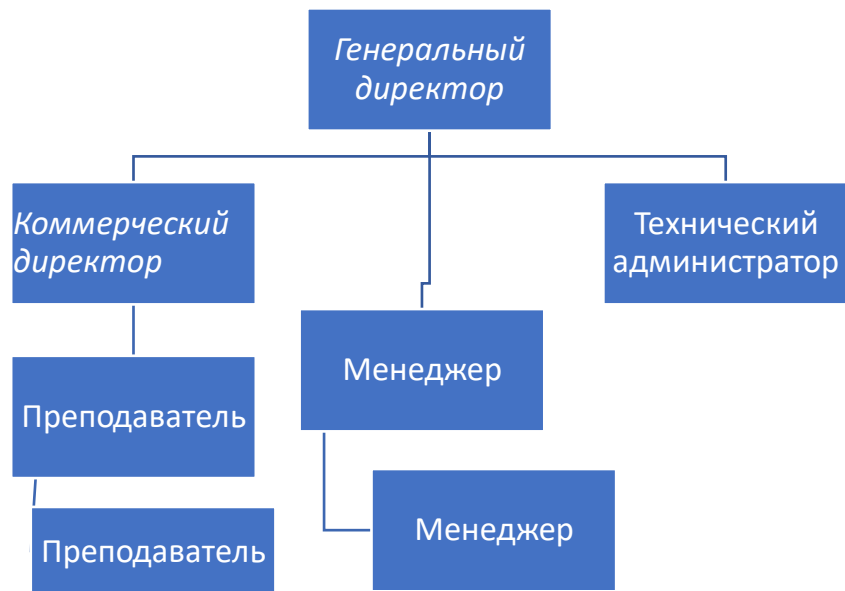 Генеральный
директор
Коммерческий
директор
Технический
администратор
Менеджер
Преподаватель
Менеджер
Преподаватель